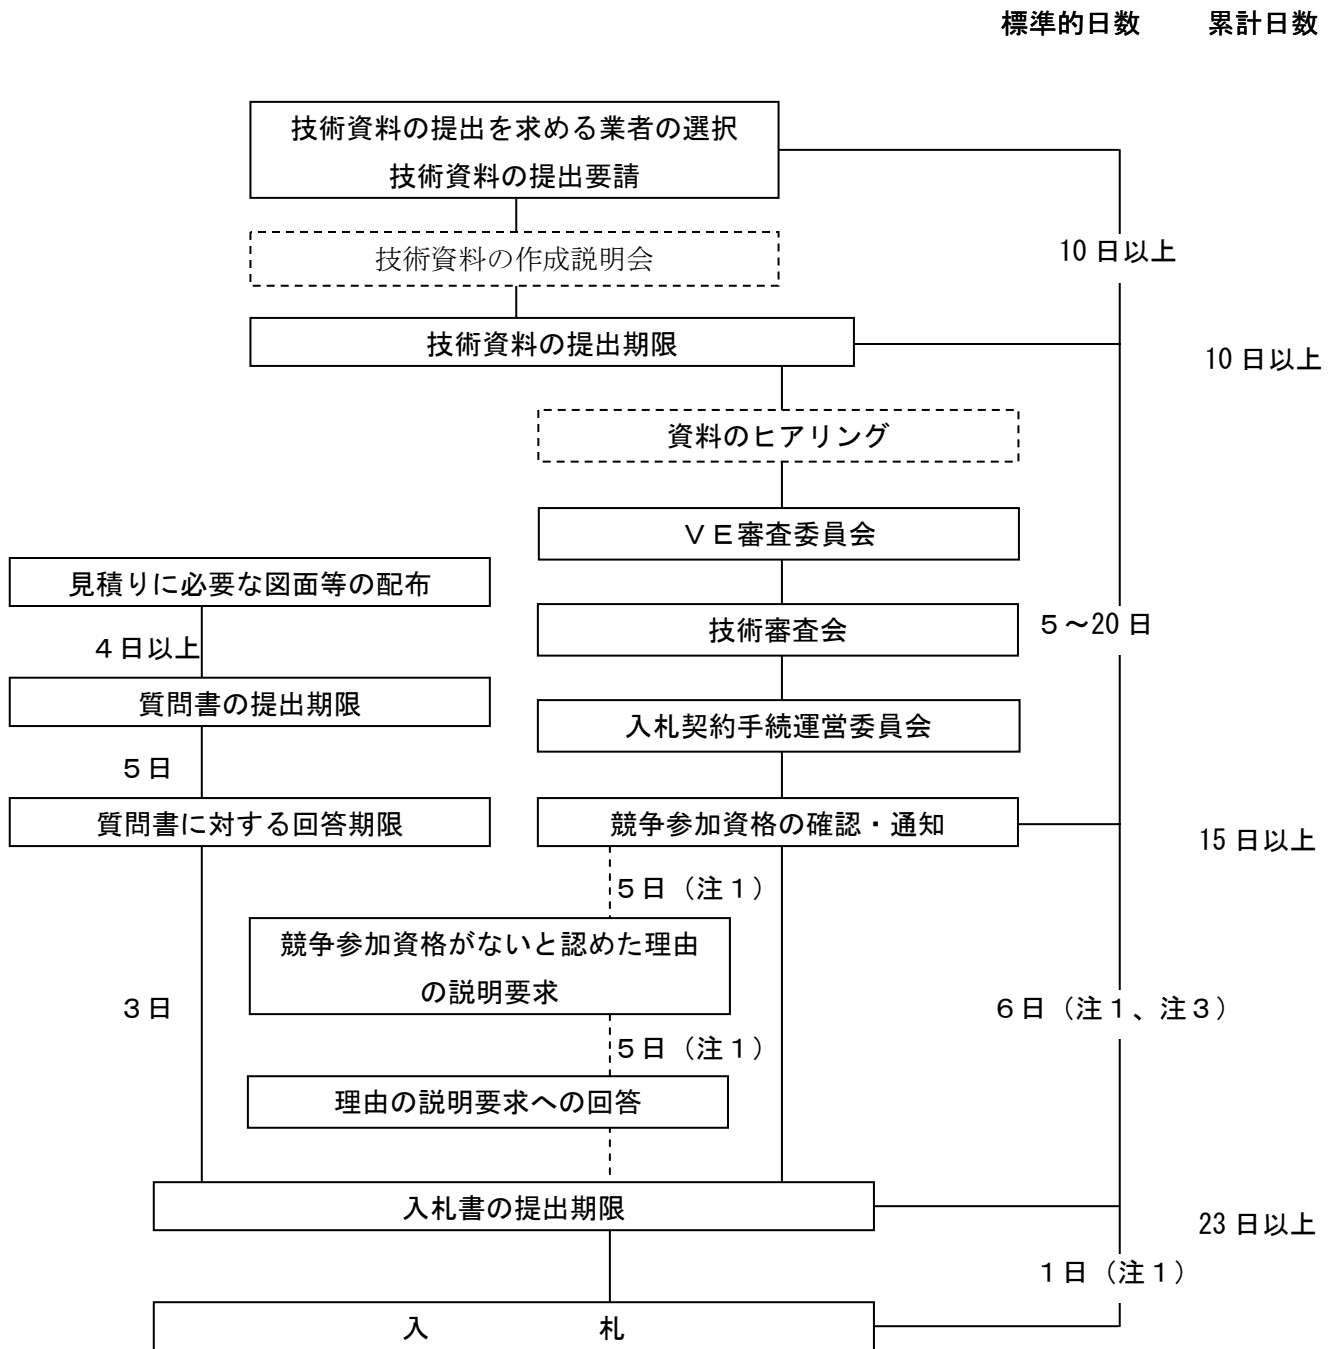 標準的日数　累計日数
技術資料の提出を求める業者の選択
技術資料の提出要請
技術資料の作成説明会
10 日以上
技術資料の提出期限
10 日以上
資料のヒアリング
ＶＥ審査委員会
見積りに必要な図面等の配布
技術審査会
５～20 日
４日以上
質問書の提出期限
入札契約手続運営委員会
５日
質問書に対する回答期限
競争参加資格の確認・通知
15 日以上
５日（注１）
競争参加資格がないと認めた理由
の説明要求
３日
６日（注１、注３）
５日（注１）
理由の説明要求への回答
入札書の提出期限
23 日以上
１日（注１）
入　札